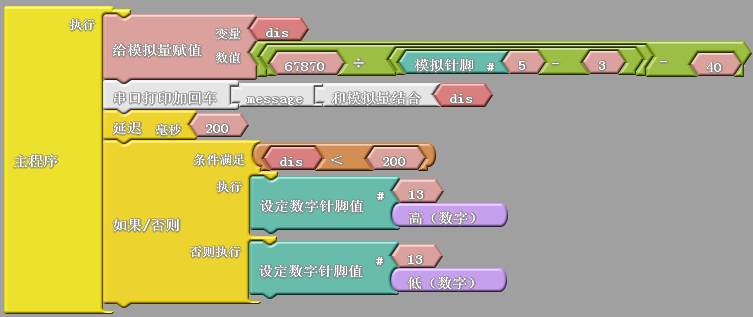 执行
给模拟量赋值 变量 dis
数值 67870 ÷ 模拟针脚 # 5 - 3 - 40
串口打印加回车 message 和模拟量结合 dis
延迟 毫秒 200
主程序
条件满足 dis < 200
执行
设定数字针脚值 # 13
高（数字）
如果/否则
否则执行
设定数字针脚值 # 13
低（数字）